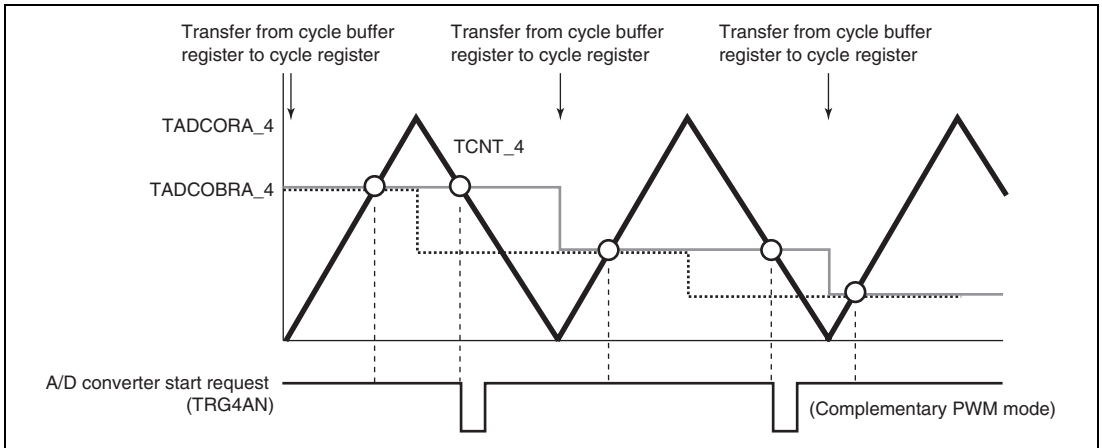 Transfer from cycle buffer
register to cycle register
Transfer from cycle buffer
register to cycle register
Transfer from cycle buffer
register to cycle register
TADCORA_4
TCNT_4
TADCOBRA_4
A/D converter start request
(TRG4AN)
(Complementary PWM mode)